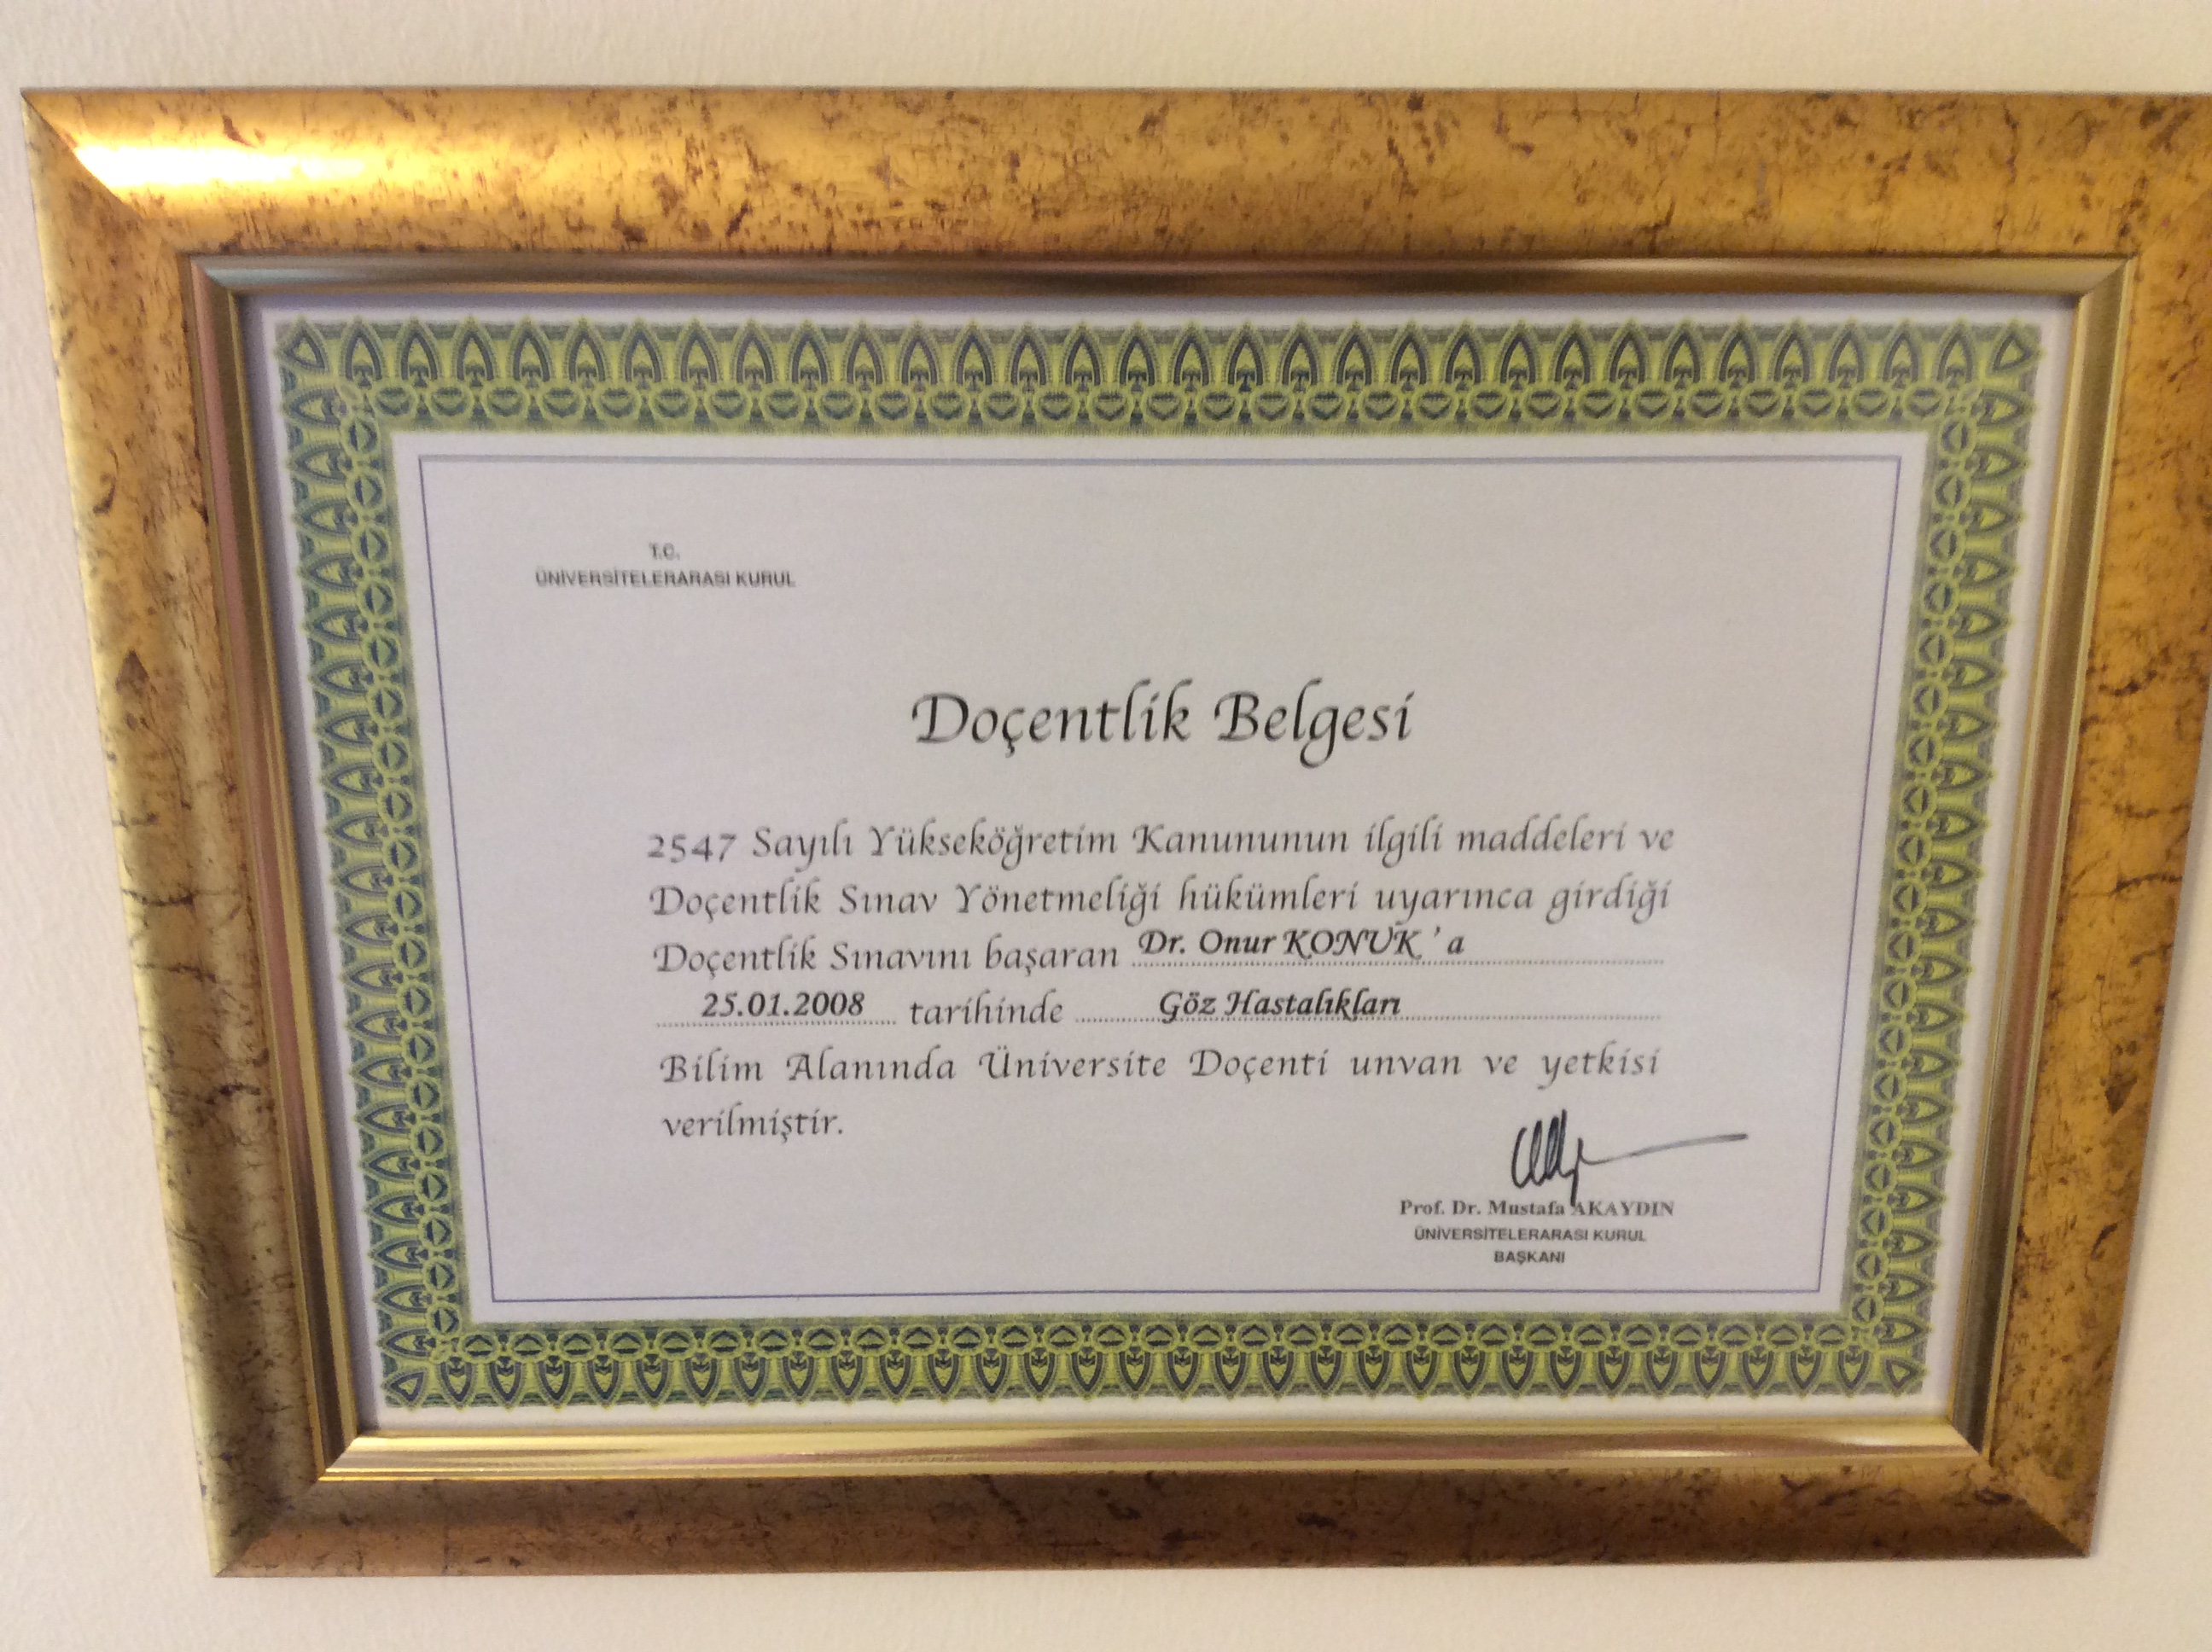 T.C.
ÜNİVERSİTELERARASI KURUL
Doçentlik Belgesi
2547 Sayılı Yükseköğretim Kanununun ilgili maddeleri ve
Doçentlik Sınav Yönetmeliği hükümleri uyarınca girdiği
Doçentlik Sınavını başaran Dr. Onur KONUK'a
25.01.2008 tarihinde Göz Hastalıkları
Bilim Alanında Üniversite Doçenti unvan ve yetkisi
verilmiştir.
Prof. Dr. Mustafa AKAYDIN
ÜNİVERSİTELERARASI KURUL
BAŞKANI